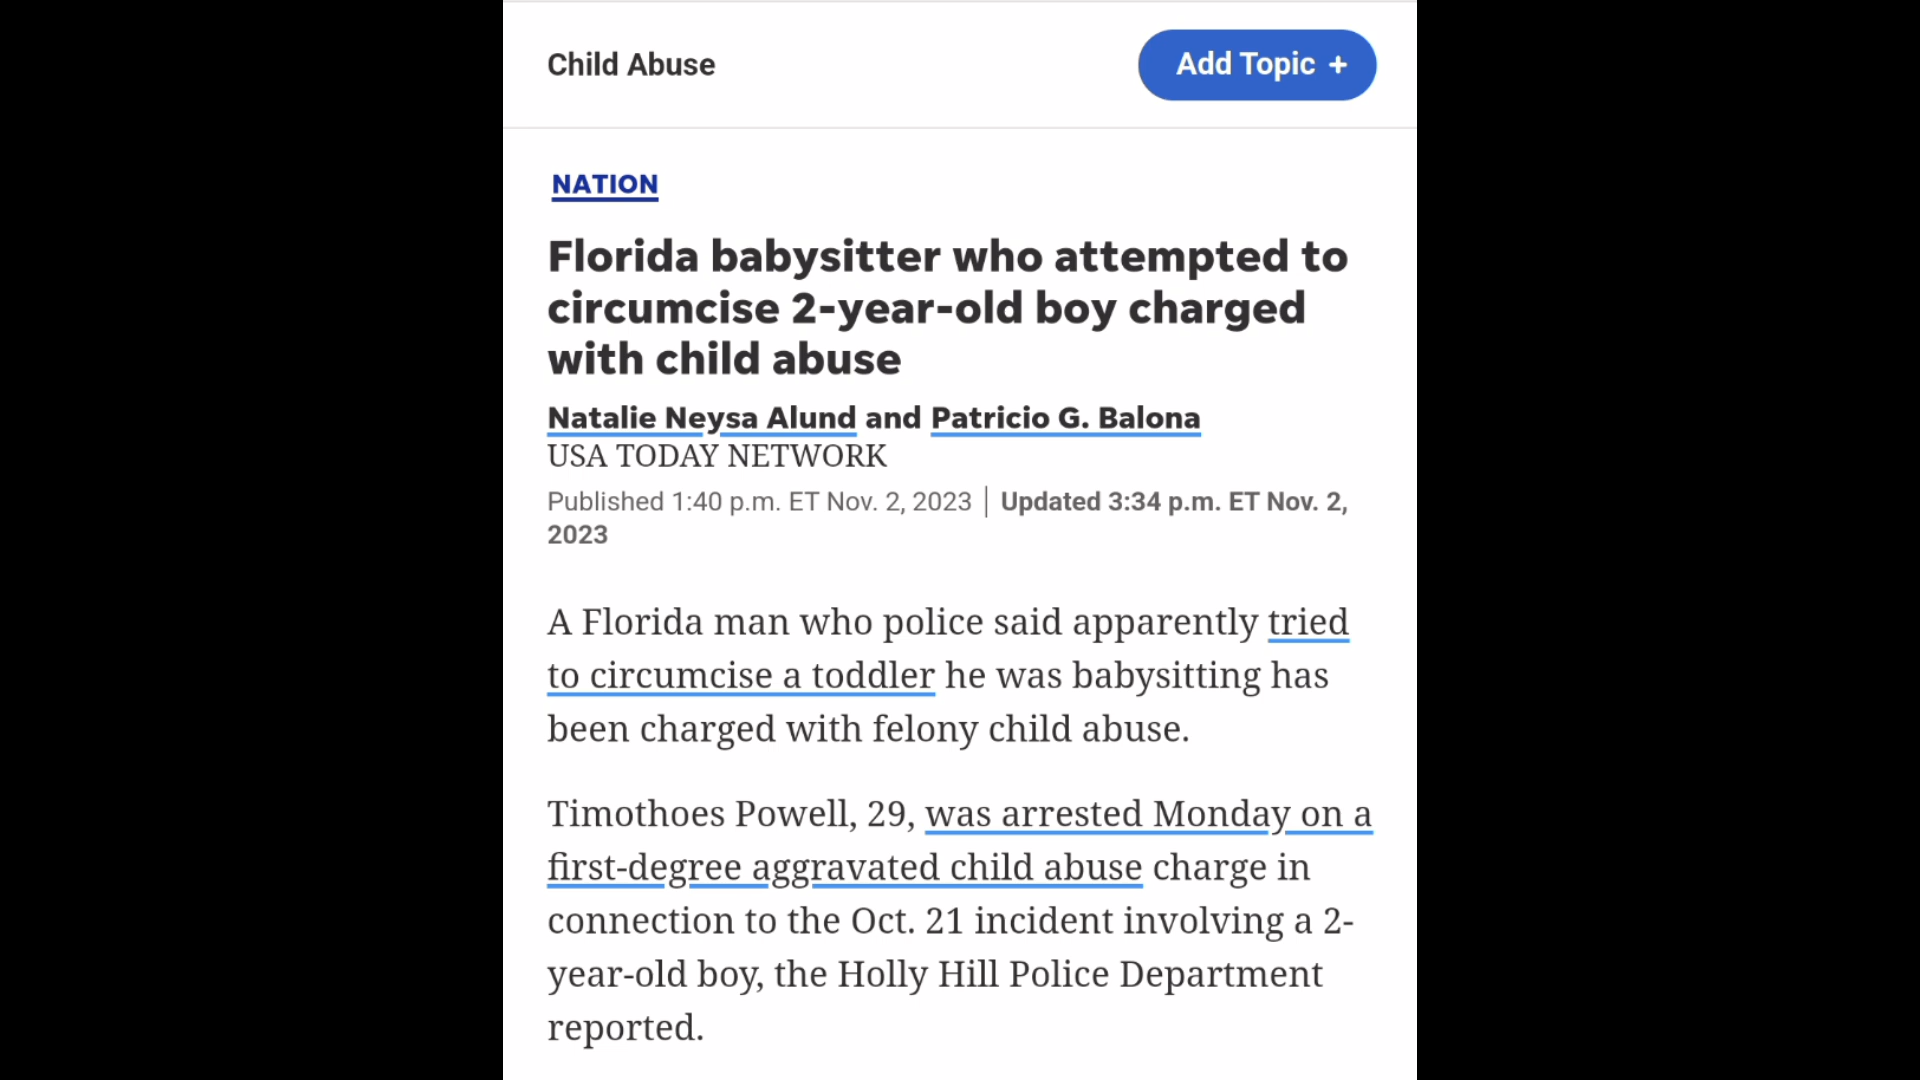 Child Abuse
Add Topic +
NATION
Florida babysitter who attempted to
circumcise 2-year-old boy charged
with child abuse
Natalie Neysa Alund and Patricio G. Balona
USA TODAY NETWORK
Published 1:40 p.m. ET Nov. 2, 2023 | Updated 3:34 p.m. ET Nov. 2,
2023
A Florida man who police said apparently tried
to circumcise a toddler he was babysitting has
been charged with felony child abuse.
Timothoes Powell, 29, was arrested Monday on a
first-degree aggravated child abuse charge in
connection to the Oct. 21 incident involving a 2-
year-old boy, the Holly Hill Police Department
reported.